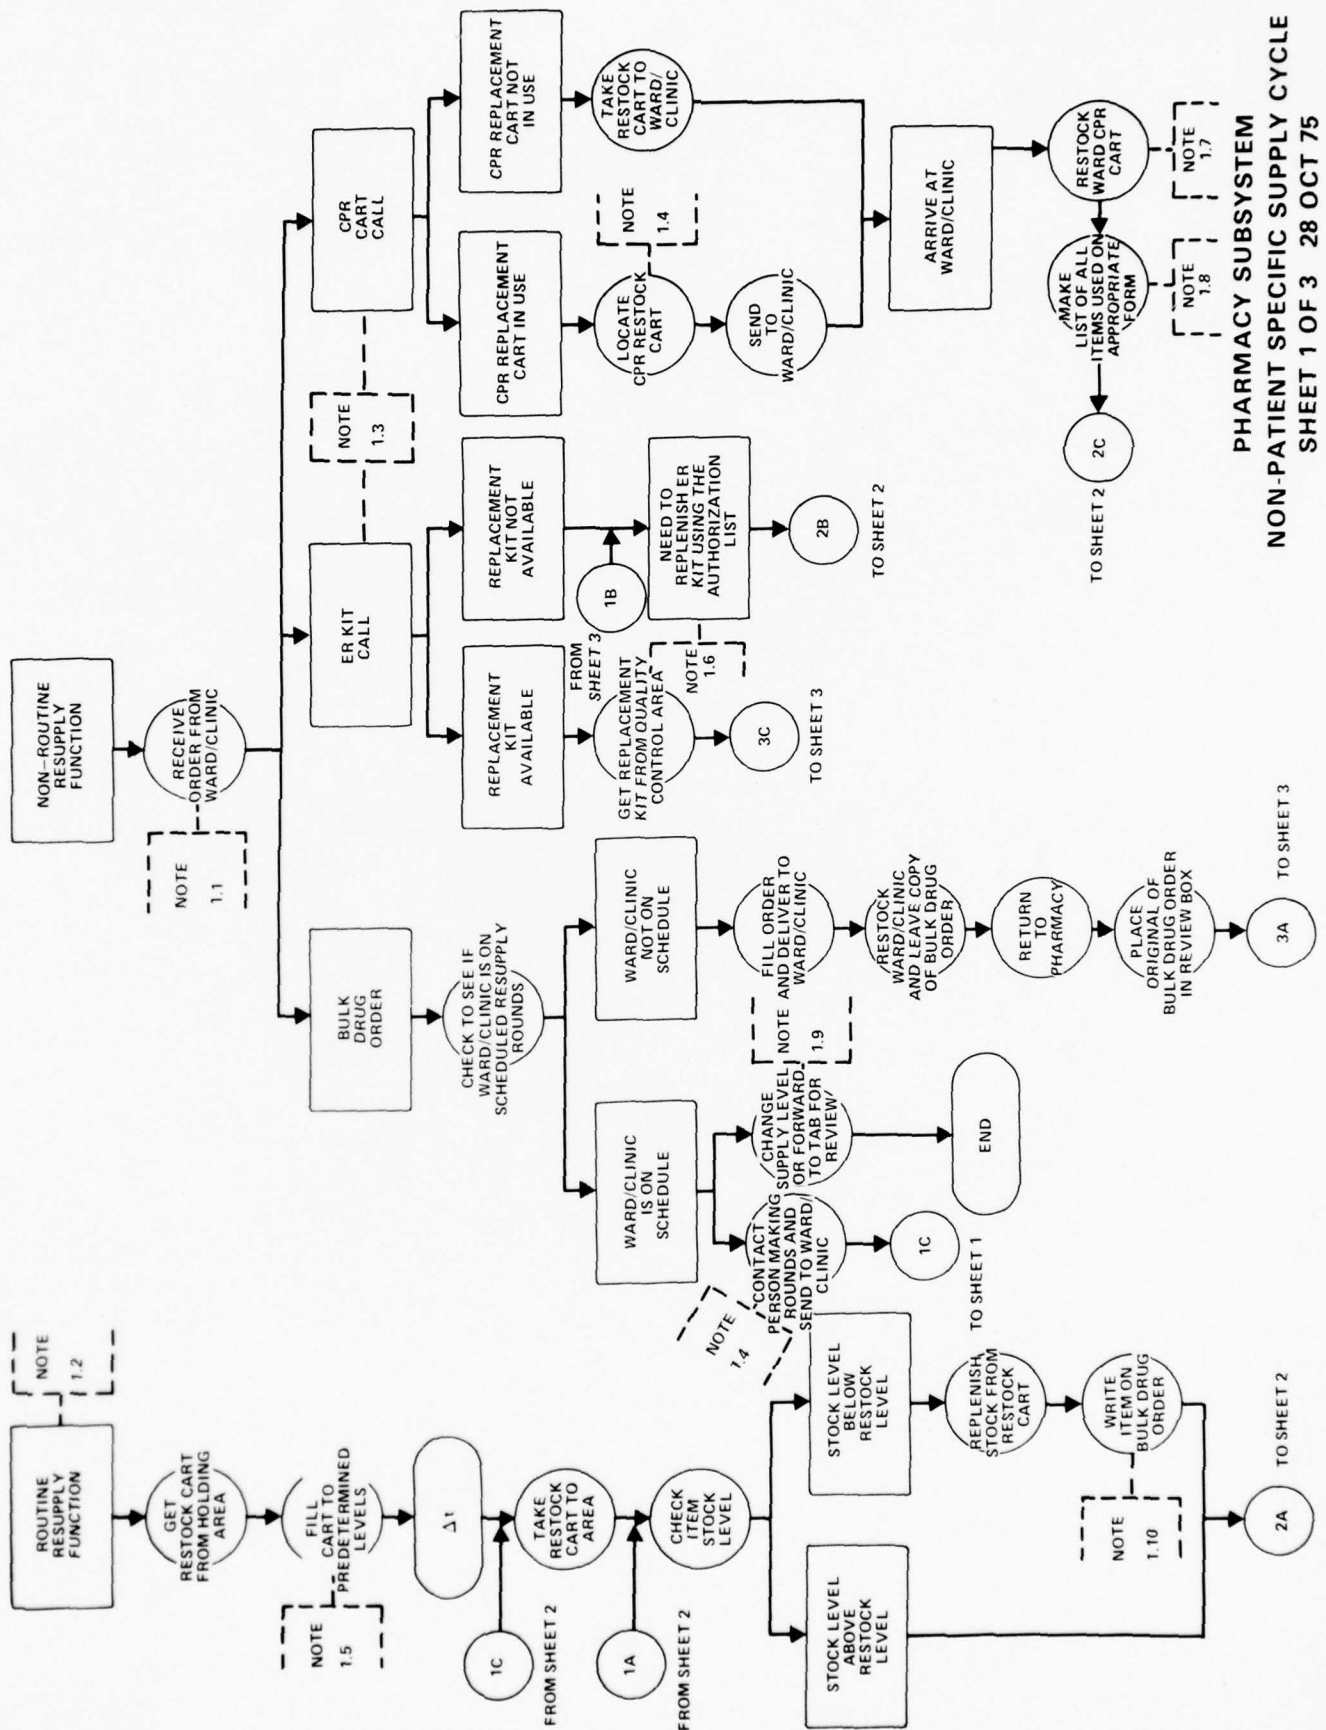 ROUTINE
RESUPPLY
FUNCTION
NOTE
1.2
GET
RESTOCK CART
FROM HOLDING
AREA
FILL
CART TO
PREDETERMINED
LEVELS
NOTE
1.5
Δt
1C
FROM SHEET 2
TAKE
RESTOCK
CART TO
AREA
1A
FROM SHEET 2
CHECK
ITEM
STOCK
LEVEL
STOCK LEVEL
ABOVE
RESTOCK
LEVEL
STOCK LEVEL
BELOW
RESTOCK
LEVEL
REPLENISH
STOCK FROM
RESTOCK
CART
WRITE
ITEM ON
BULK DRUG
ORDER
NOTE
1.10
2A
TO SHEET 2
NON-ROUTINE
RESUPPLY
FUNCTION
RECEIVE
ORDER FROM
WARD/CLINIC
NOTE
1.1
BULK
DRUG
ORDER
CHECK TO SEE IF
WARD/CLINIC IS ON
SCHEDULED RESUPPLY
ROUNDS
WARD/CLINIC
IS ON
SCHEDULE
NOTE
1.4
CONTACT
PERSON MAKING
ROUNDS AND
SEND TO WARD/
CLINIC
1C
TO SHEET 1
CHANGE
SUPPLY LEVEL
OR FORWARD
TO TAB FOR
REVIEW
END
WARD/CLINIC
NOT ON
SCHEDULE
FILL ORDER
AND DELIVER TO
WARD/CLINIC
NOTE
1.9
RESTOCK
WARD/CLINIC
AND LEAVE COPY
OF BULK DRUG
ORDER
RETURN
TO
PHARMACY
PLACE
ORIGINAL OF
BULK DRUG ORDER
IN REVIEW BOX
3A
TO SHEET 3
ER KIT
CALL
NOTE
1.3
REPLACEMENT
KIT
AVAILABLE
GET REPLACEMENT
KIT FROM QUALITY
CONTROL AREA
3C
TO SHEET 3
REPLACEMENT
KIT NOT
AVAILABLE
FROM
SHEET 3
1B
NEED TO
REPLENISH ER
KIT USING THE
AUTHORIZATION
LIST
NOTE
1.6
2B
TO SHEET 2
CPR
CART
CALL
CPR REPLACEMENT
CART IN USE
LOCATE
CPR RESTOCK
CART
NOTE
1.4
SEND
TO
WARD/CLINIC
CPR REPLACEMENT
CART NOT
IN USE
TAKE
RESTOCK
CART TO
WARD/
CLINIC
ARRIVE AT
WARD/CLINIC
RESTOCK
WARD CPR
CART
NOTE
1.7
MAKE
LIST OF ALL
ITEMS USED ON
APPROPRIATE
FORM
NOTE
1.8
2C
TO SHEET 2
PHARMACY SUBSYSTEM
NON-PATIENT SPECIFIC SUPPLY CYCLE
SHEET 1 OF 3 28 OCT 75